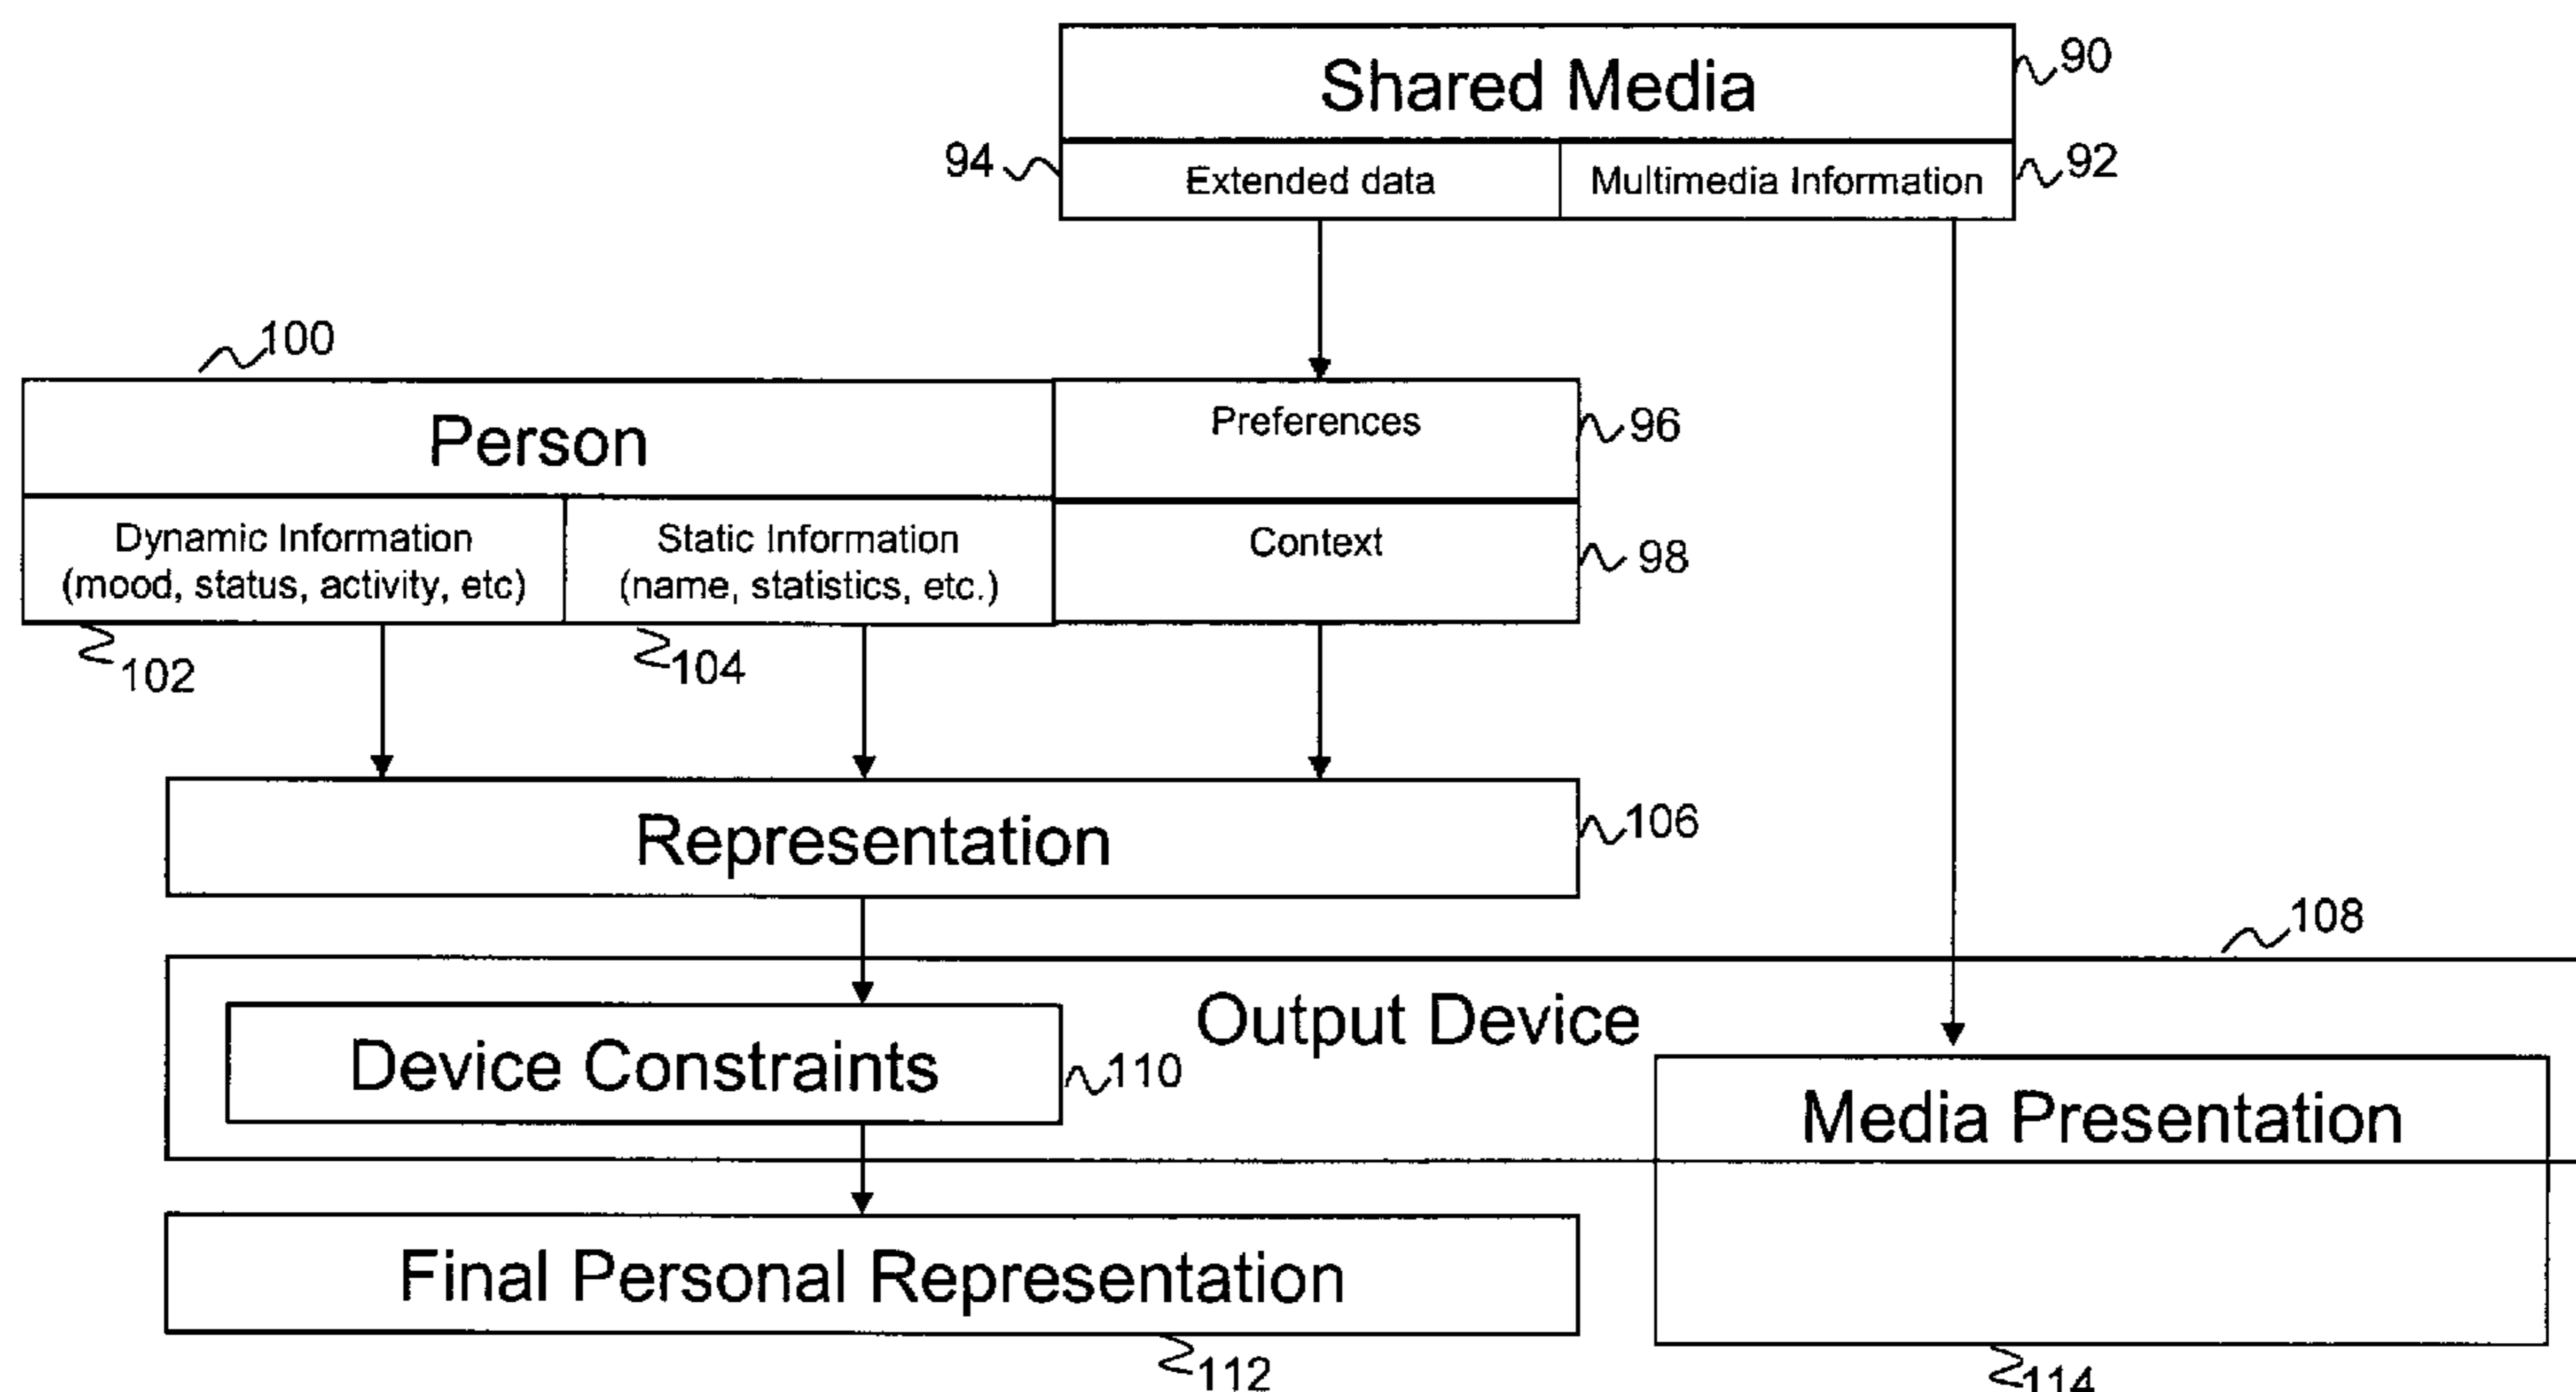 Shared Media
90
94
Extended data
Multimedia Information
92
100
Person
Preferences
96
Dynamic Information
(mood, status, activity, etc)
Static Information
(name, statistics, etc.)
Context
98
102
104
Representation
106
108
Output Device
Device Constraints
110
Media Presentation
Final Personal Representation
112
114